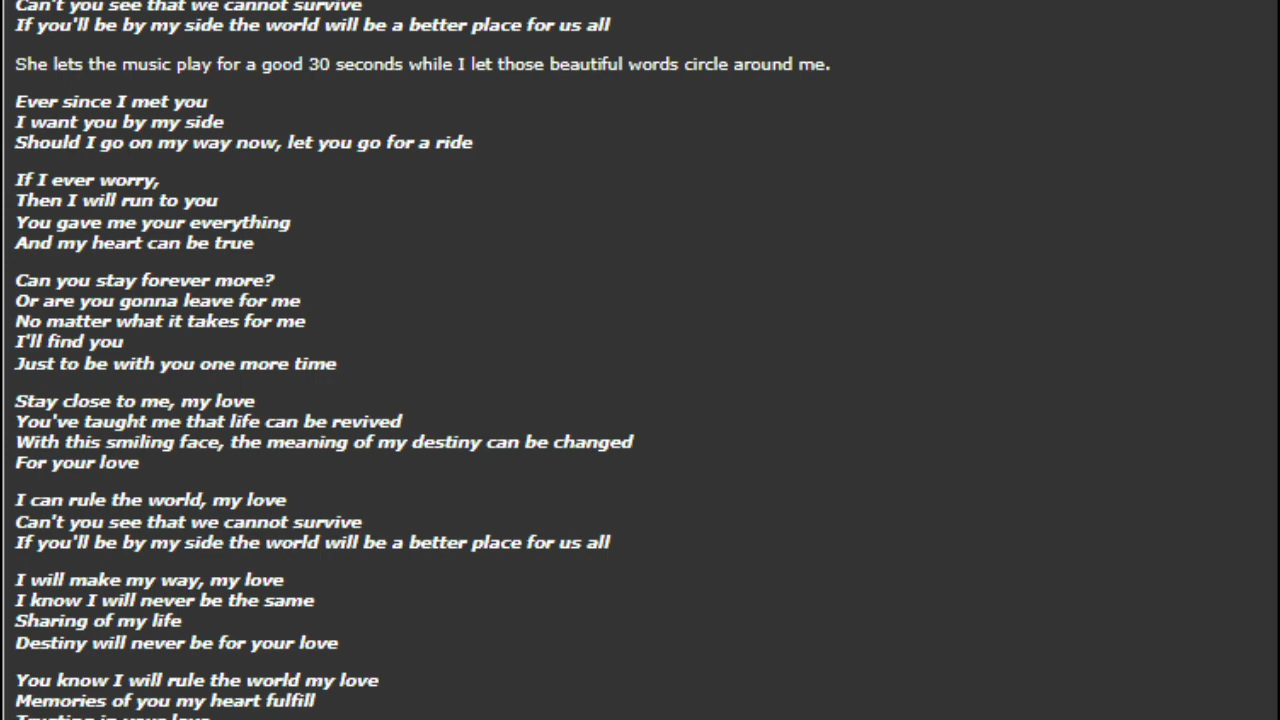 Can't you see that we cannot survive
If you'll be by my side the world will be a better place for us all
She lets the music play for a good 30 seconds while I let those beautiful words circle around me.
Ever since I met you
I want you by my side
Should I go on my way now, let you go for a ride
If I ever worry,
Then I will run to you
You gave me your everything
And my heart can be true
Can you stay forever more?
Or are you gonna leave for me
No matter what it takes for me
I'll find you
Just to be with you one more time
Stay close to me, my love
You've taught me that life can be revived
With this smiling face, the meaning of my destiny can be changed
For your love
I can rule the world, my love
Can't you see that we cannot survive
If you'll be by my side the world will be a better place for us all
I will make my way, my love
I know I will never be the same
Sharing of my life
Destiny will never be for your love
You know I will rule the world my love
Memories of you my heart fulfill
Trusting in your love